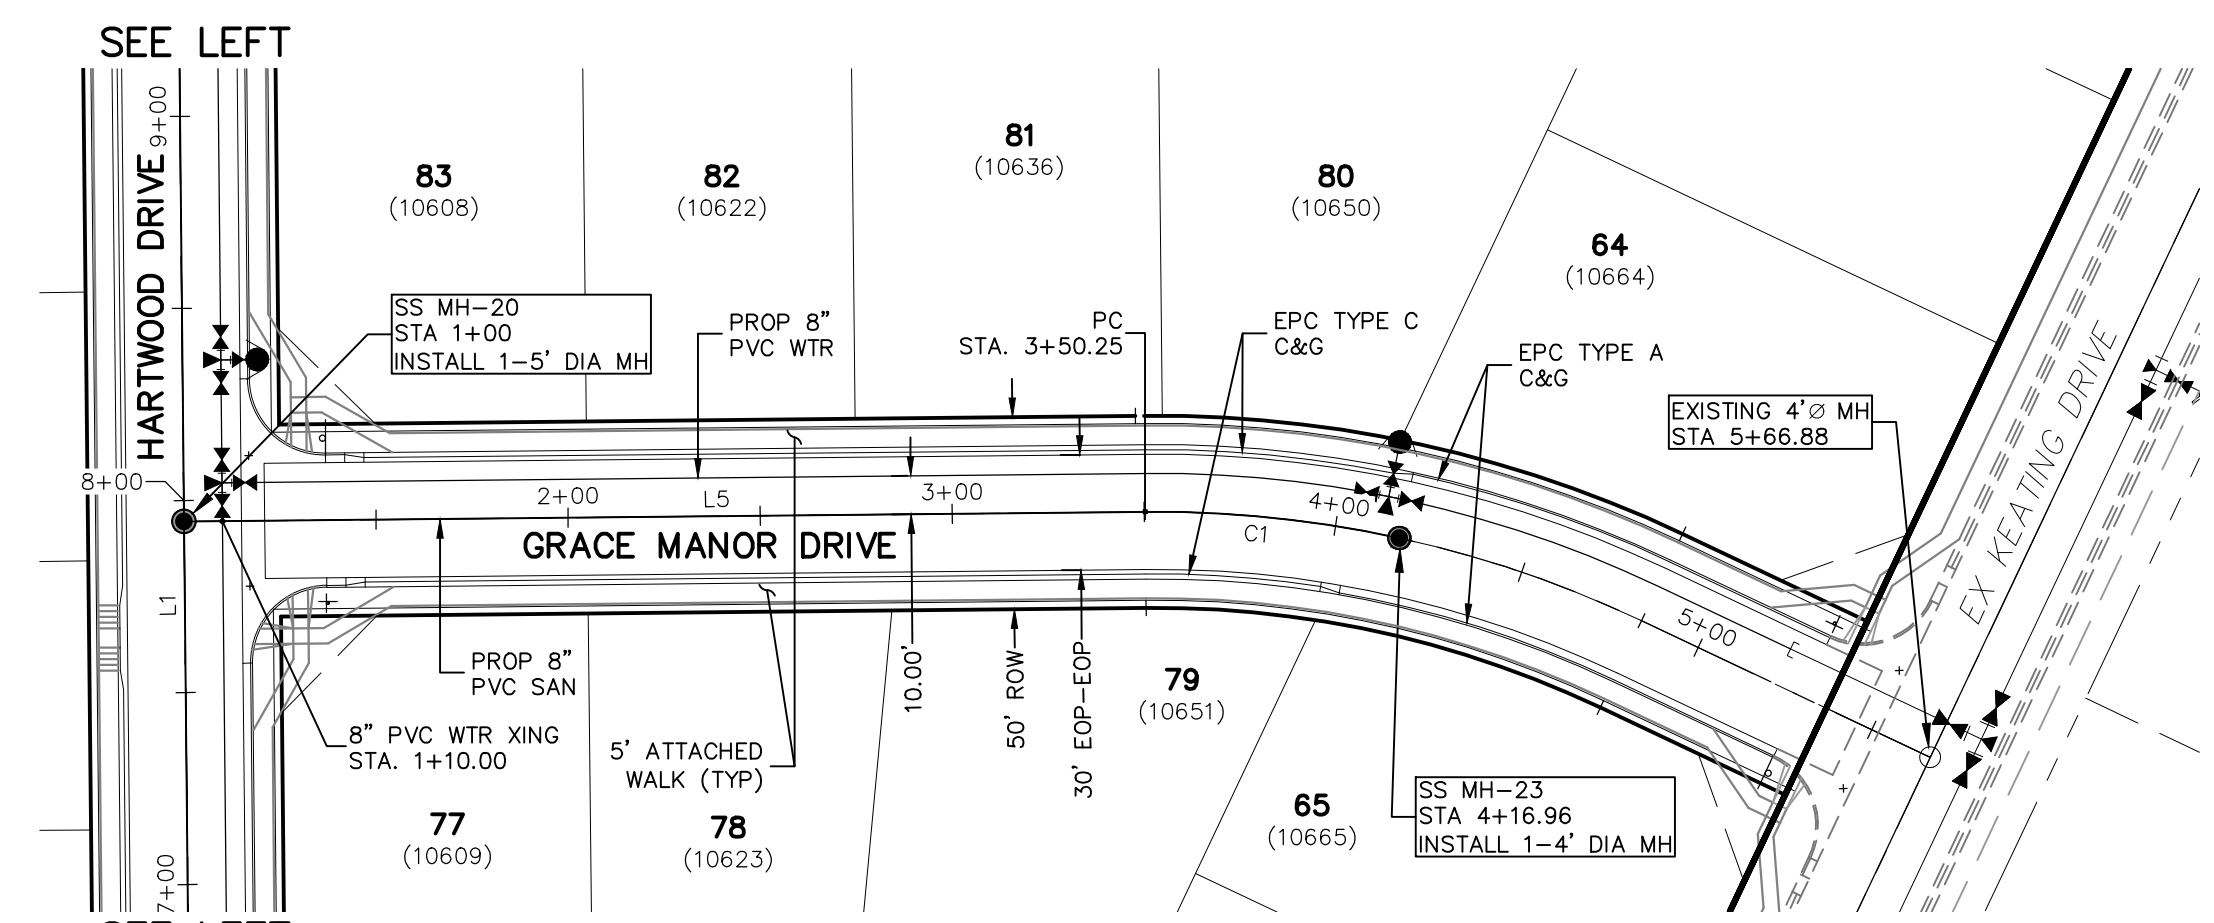 SEE LEFT
HARTWOOD DRIVE
9+00
8+00
7+00
L1
83
(10608)
82
(10622)
81
(10636)
80
(10650)
64
(10664)
SS MH-20
STA 1+00
INSTALL 1-5' DIA MH
PROP 8"
PVC WTR
PC
STA. 3+50.25
EPC TYPE C
C&G
EPC TYPE A
C&G
EXISTING 4'Ø MH
STA 5+66.88
EX KEATING DRIVE
2+00
L5
3+00
4+00
C1
5+00
GRACE MANOR DRIVE
PROP 8"
PVC SAN
8" PVC WTR XING
STA. 1+10.00
5' ATTACHED
WALK (TYP)
10.00'
50' ROW
30' EOP-EOP
79
(10651)
SS MH-23
STA 4+16.96
INSTALL 1-4' DIA MH
77
(10609)
78
(10623)
65
(10665)